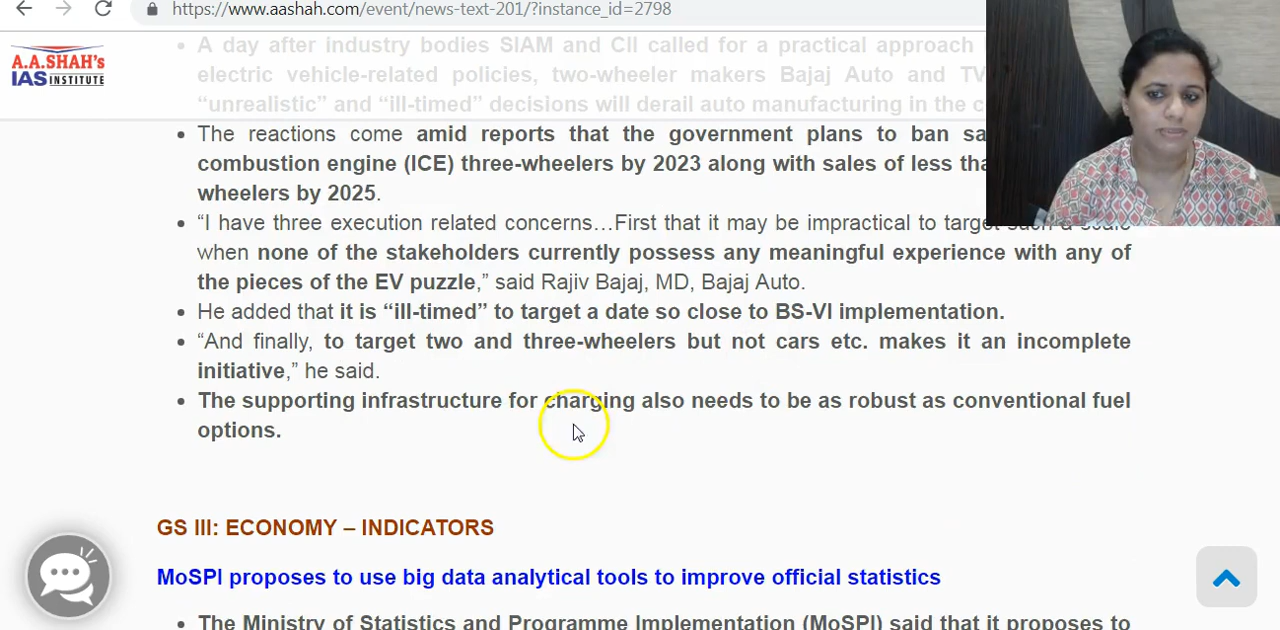 https://www.aashah.com/event/news-text-201/?instance_id=2798
A.A.SHAH's
IAS INSTITUTE
• A day after industry bodies SIAM and CII called for a practical approach
electric vehicle-related policies, two-wheeler makers Bajaj Auto and TV
“unrealistic” and “ill-timed” decisions will derail auto manufacturing in the c
• The reactions come amid reports that the government plans to ban sa
combustion engine (ICE) three-wheelers by 2023 along with sales of less tha
wheelers by 2025.
• “I have three execution related concerns…First that it may be impractical to target such a scale
when none of the stakeholders currently possess any meaningful experience with any of
the pieces of the EV puzzle,” said Rajiv Bajaj, MD, Bajaj Auto.
• He added that it is “ill-timed” to target a date so close to BS-VI implementation.
• “And finally, to target two and three-wheelers but not cars etc. makes it an incomplete
initiative,” he said.
• The supporting infrastructure for charging also needs to be as robust as conventional fuel
options.
GS III: ECONOMY – INDICATORS
MoSPI proposes to use big data analytical tools to improve official statistics
• The Ministry of Statistics and Programme Implementation (MoSPI) said that it proposes to